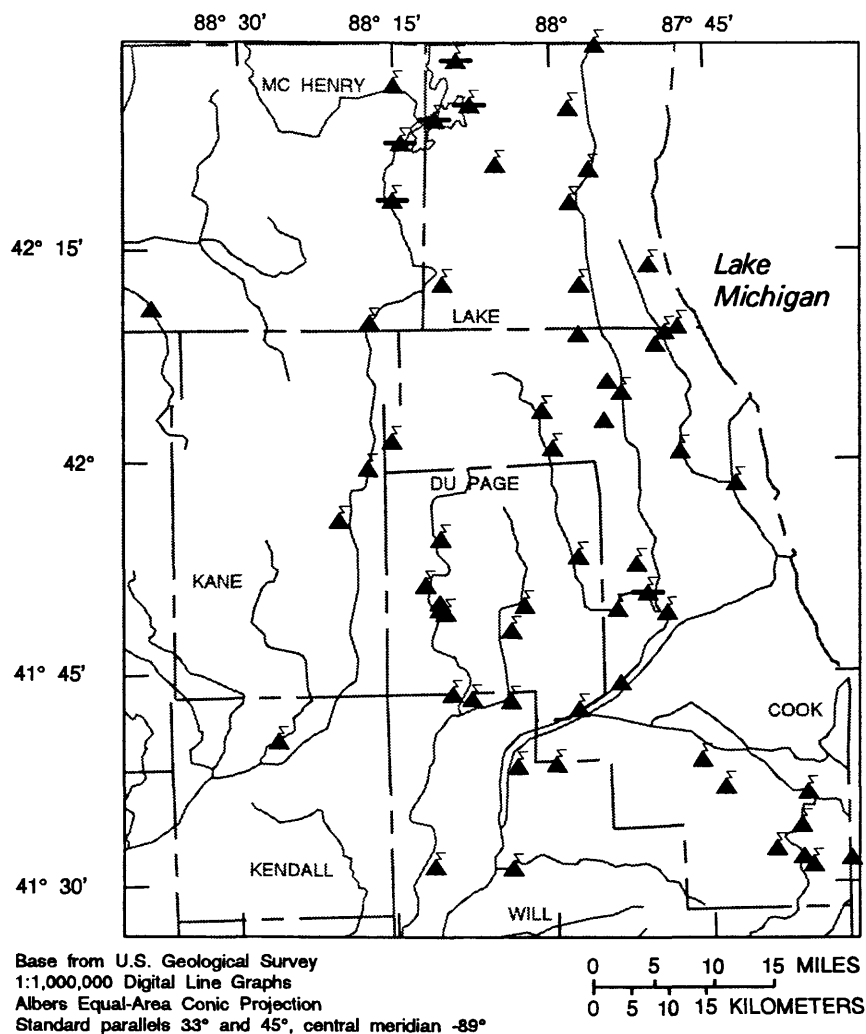 88° 30' 88° 15' 88° 87° 45'
MC HENRY
42° 15'
Lake
Michigan
LAKE
42°
DU PAGE
KANE
41° 45'
COOK
KENDALL
41° 30'
WILL
Base from U.S. Geological Survey
1:1,000,000 Digital Line Graphs
Albers Equal-Area Conic Projection
Standard parallels 33° and 45°, central meridian -89°
0 5 10 15 MILES
0 5 10 15 KILOMETERS